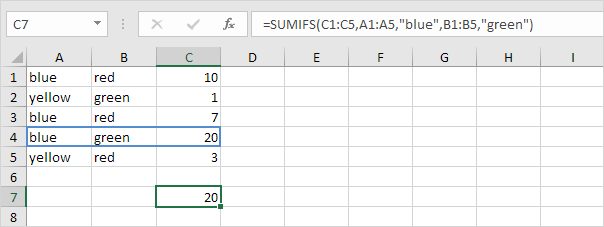 C7 fx =SUMIFS(C1:C5,A1:A5,"blue",B1:B5,"green")
A B C D E F G H I
1 blue red 10
2 yellow green 1
3 blue red 7
4 blue green 20
5 yellow red 3
6
7 20
8